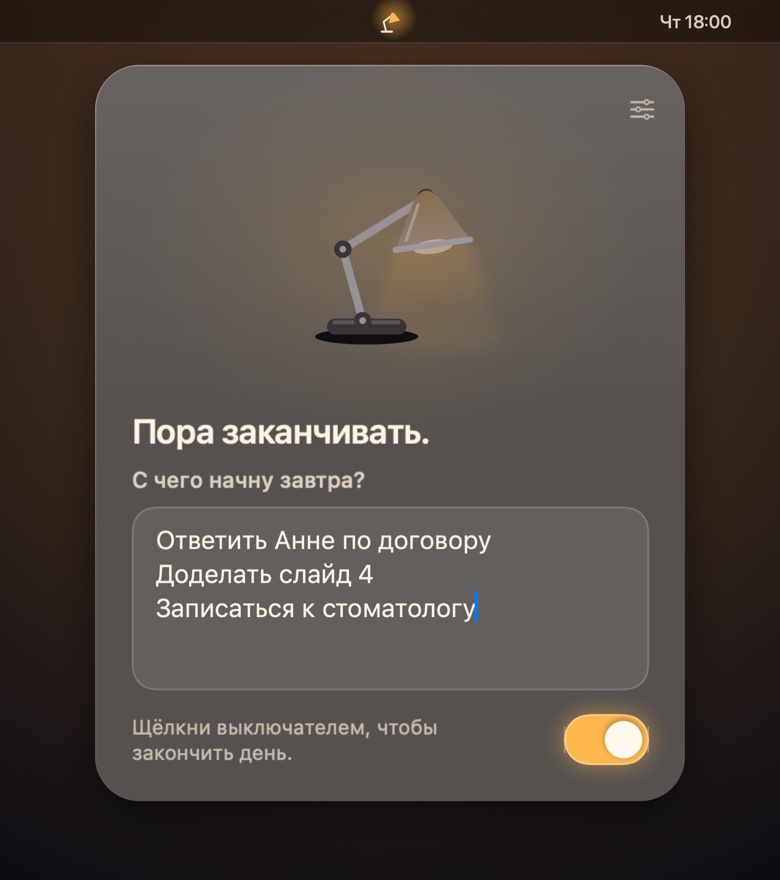 Чт 18:00
Пора заканчивать.
С чего начну завтра?
Ответить Анне по договору
Доделать слайд 4
Записаться к стоматологу
Щёлкни выключателем, чтобы
закончить день.